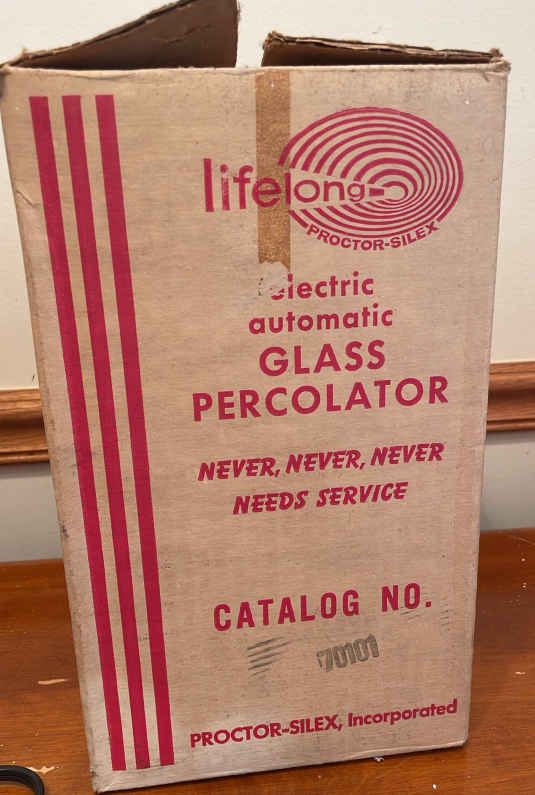 lifelong
PROCTOR-SILEX
electric
automatic
GLASS
PERCOLATOR
NEVER, NEVER, NEVER
NEEDS SERVICE
CATALOG NO.
70101
PROCTOR-SILEX, Incorporated